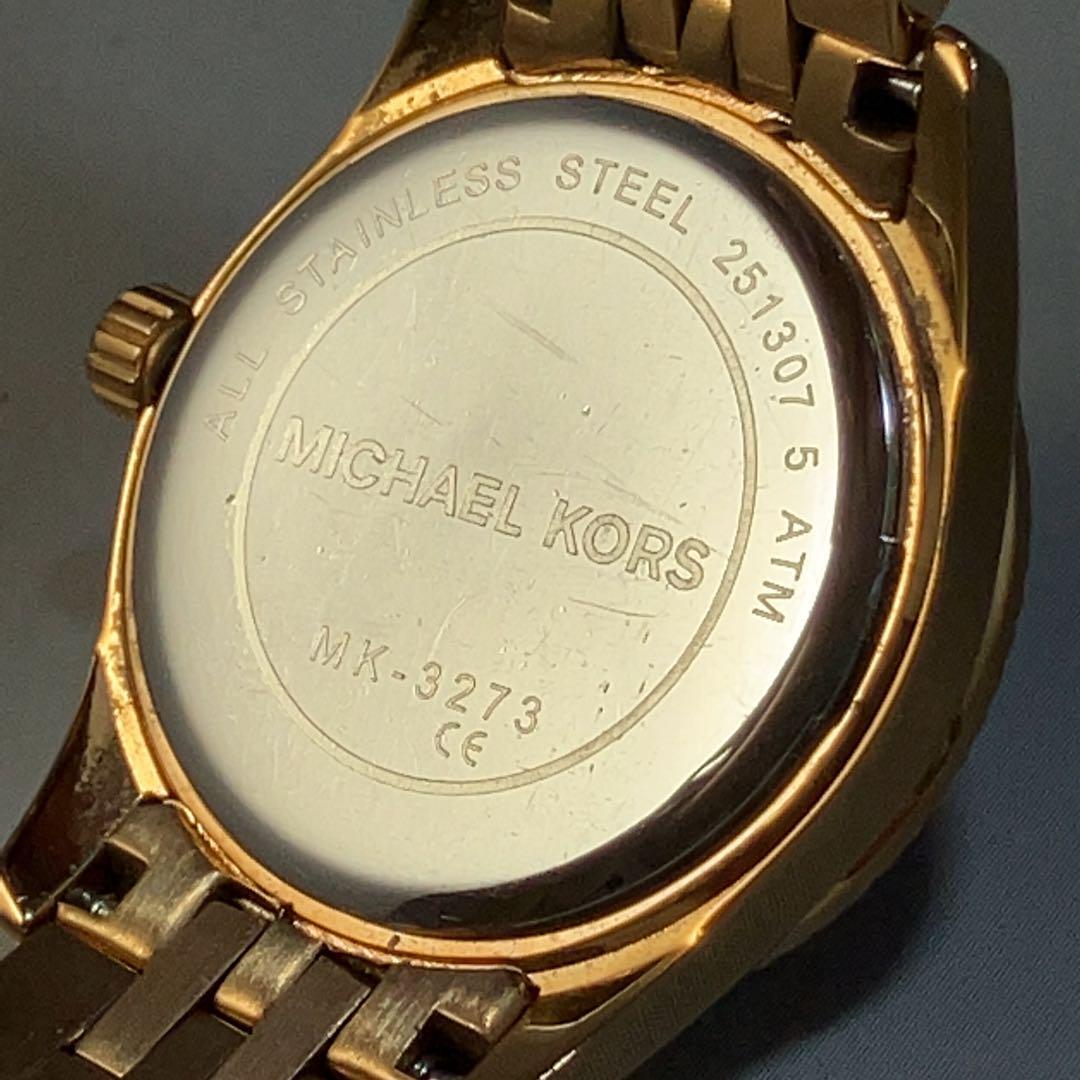 ALL STAINLESS STEEL 251307 5 ATM
MICHAEL KORS
MK-3273
CE